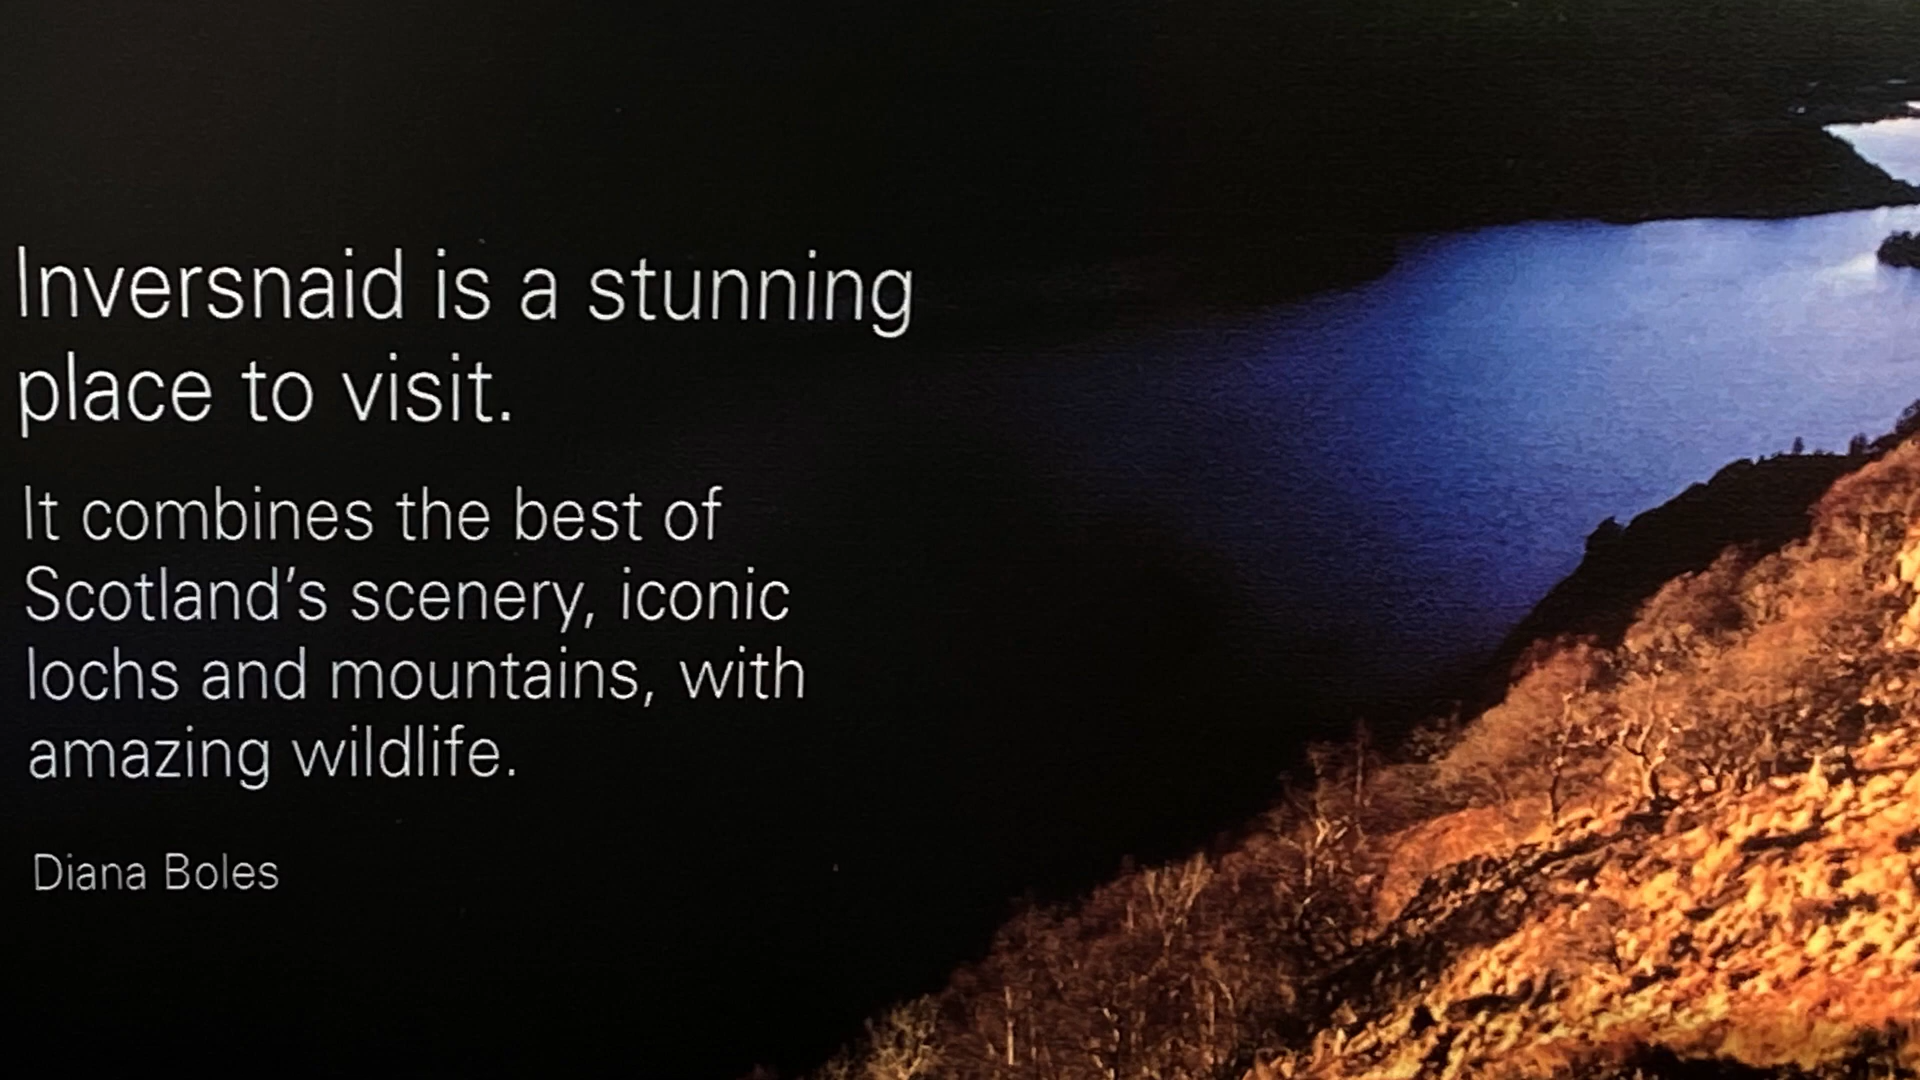 Inversnaid is a stunning
place to visit.
It combines the best of
Scotland's scenery, iconic
lochs and mountains, with
amazing wildlife.
Diana Boles